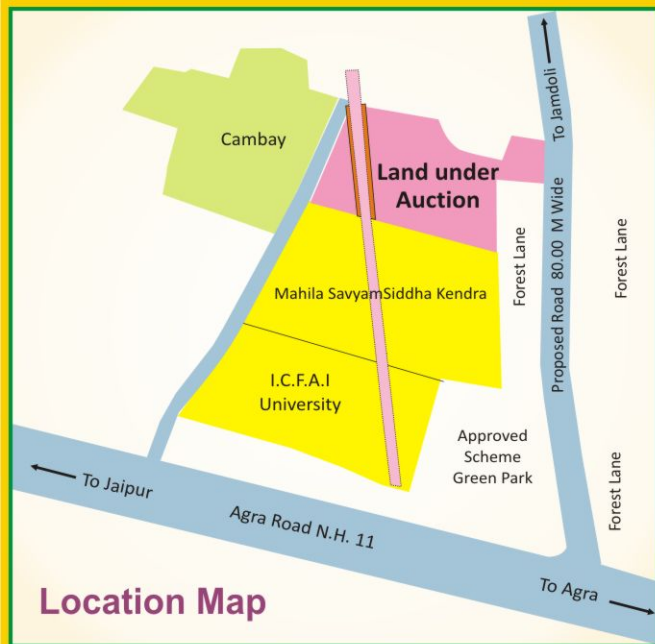 To Jamdoli
Cambay
Land under
Auction
Proposed Road 80.00 M Wide
Forest Lane
Forest Lane
Mahila SavyamSiddha Kendra
I.C.F.A.I
University
Approved
Scheme
Green Park
Forest Lane
To Jaipur
Agra Road N.H. 11
To Agra
Location Map